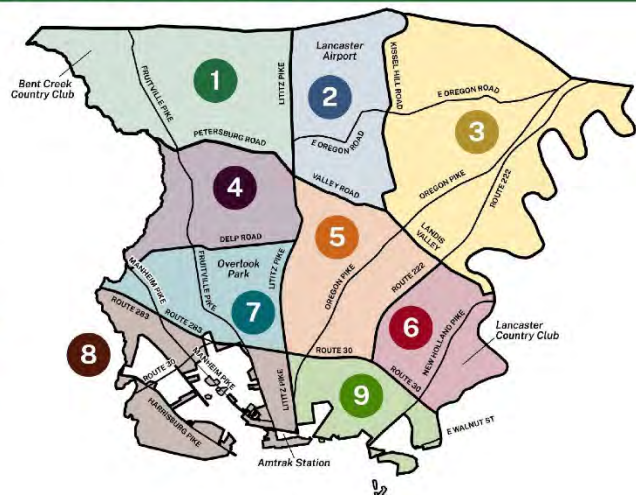 Bent Creek
Country Club
FRUITVILLE PIKE
1
LITITZ PIKE
PETERSBURG ROAD
Lancaster
Airport
2
KISSEL HILL ROAD
E OREGON ROAD
E OREGON ROAD
3
VALLEY ROAD
OREGON PIKE
ROUTE 222
4
DELP ROAD
5
LANDIS
VALLEY
MANHEIM PIKE
FRUITVILLE PIKE
Overlook
Park
LITITZ PIKE
7
OREGON PIKE
ROUTE 222
ROUTE 283
ROUTE 283
6
NEW HOLLAND PIKE
Lancaster
Country Club
8
ROUTE 30
MANHEIM PIKE
ROUTE 30
ROUTE 30
LITITZ PIKE
9
HARRISBURG PIKE
E WALNUT ST
Amtrak Station